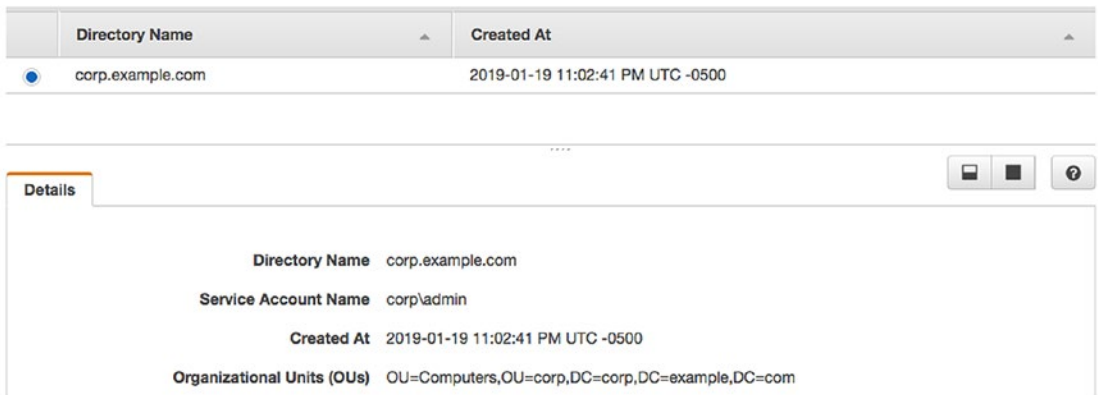 Directory Name Created At
corp.example.com 2019-01-19 11:02:41 PM UTC -0500
Details
Directory Name corp.example.com
Service Account Name corp\admin
Created At 2019-01-19 11:02:41 PM UTC -0500
Organizational Units (OUs) OU=Computers,OU=corp,DC=corp,DC=example,DC=com